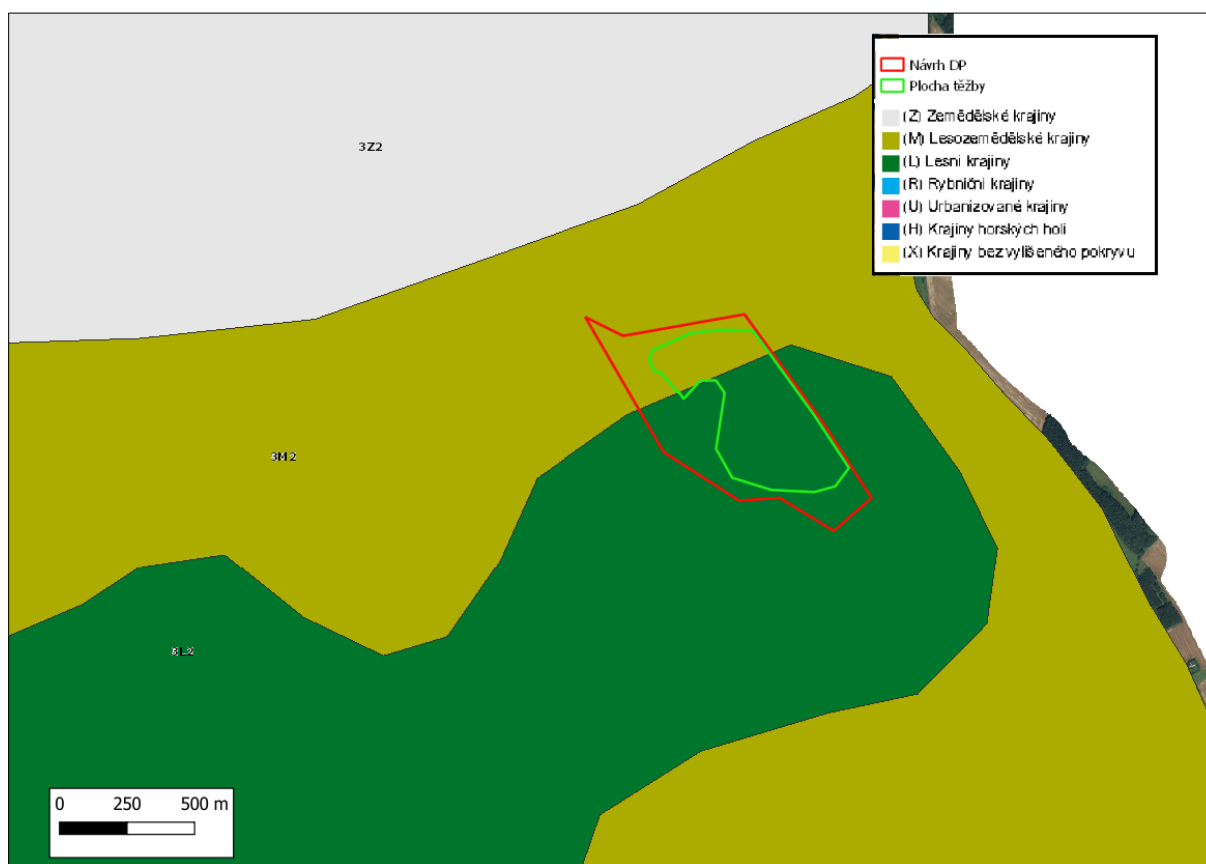 Návrh DP
Plocha těžby
(Z) Zemědělské krajiny
(M) Lesozemědělské krajiny
(L) Lesní krajiny
(R) Rybniční krajiny
(U) Urbanizované krajiny
(H) Krajiny horských holí
(X) Krajiny bez vylišeného pokryvu
3Z2
3M2
3L2
0 250 500 m